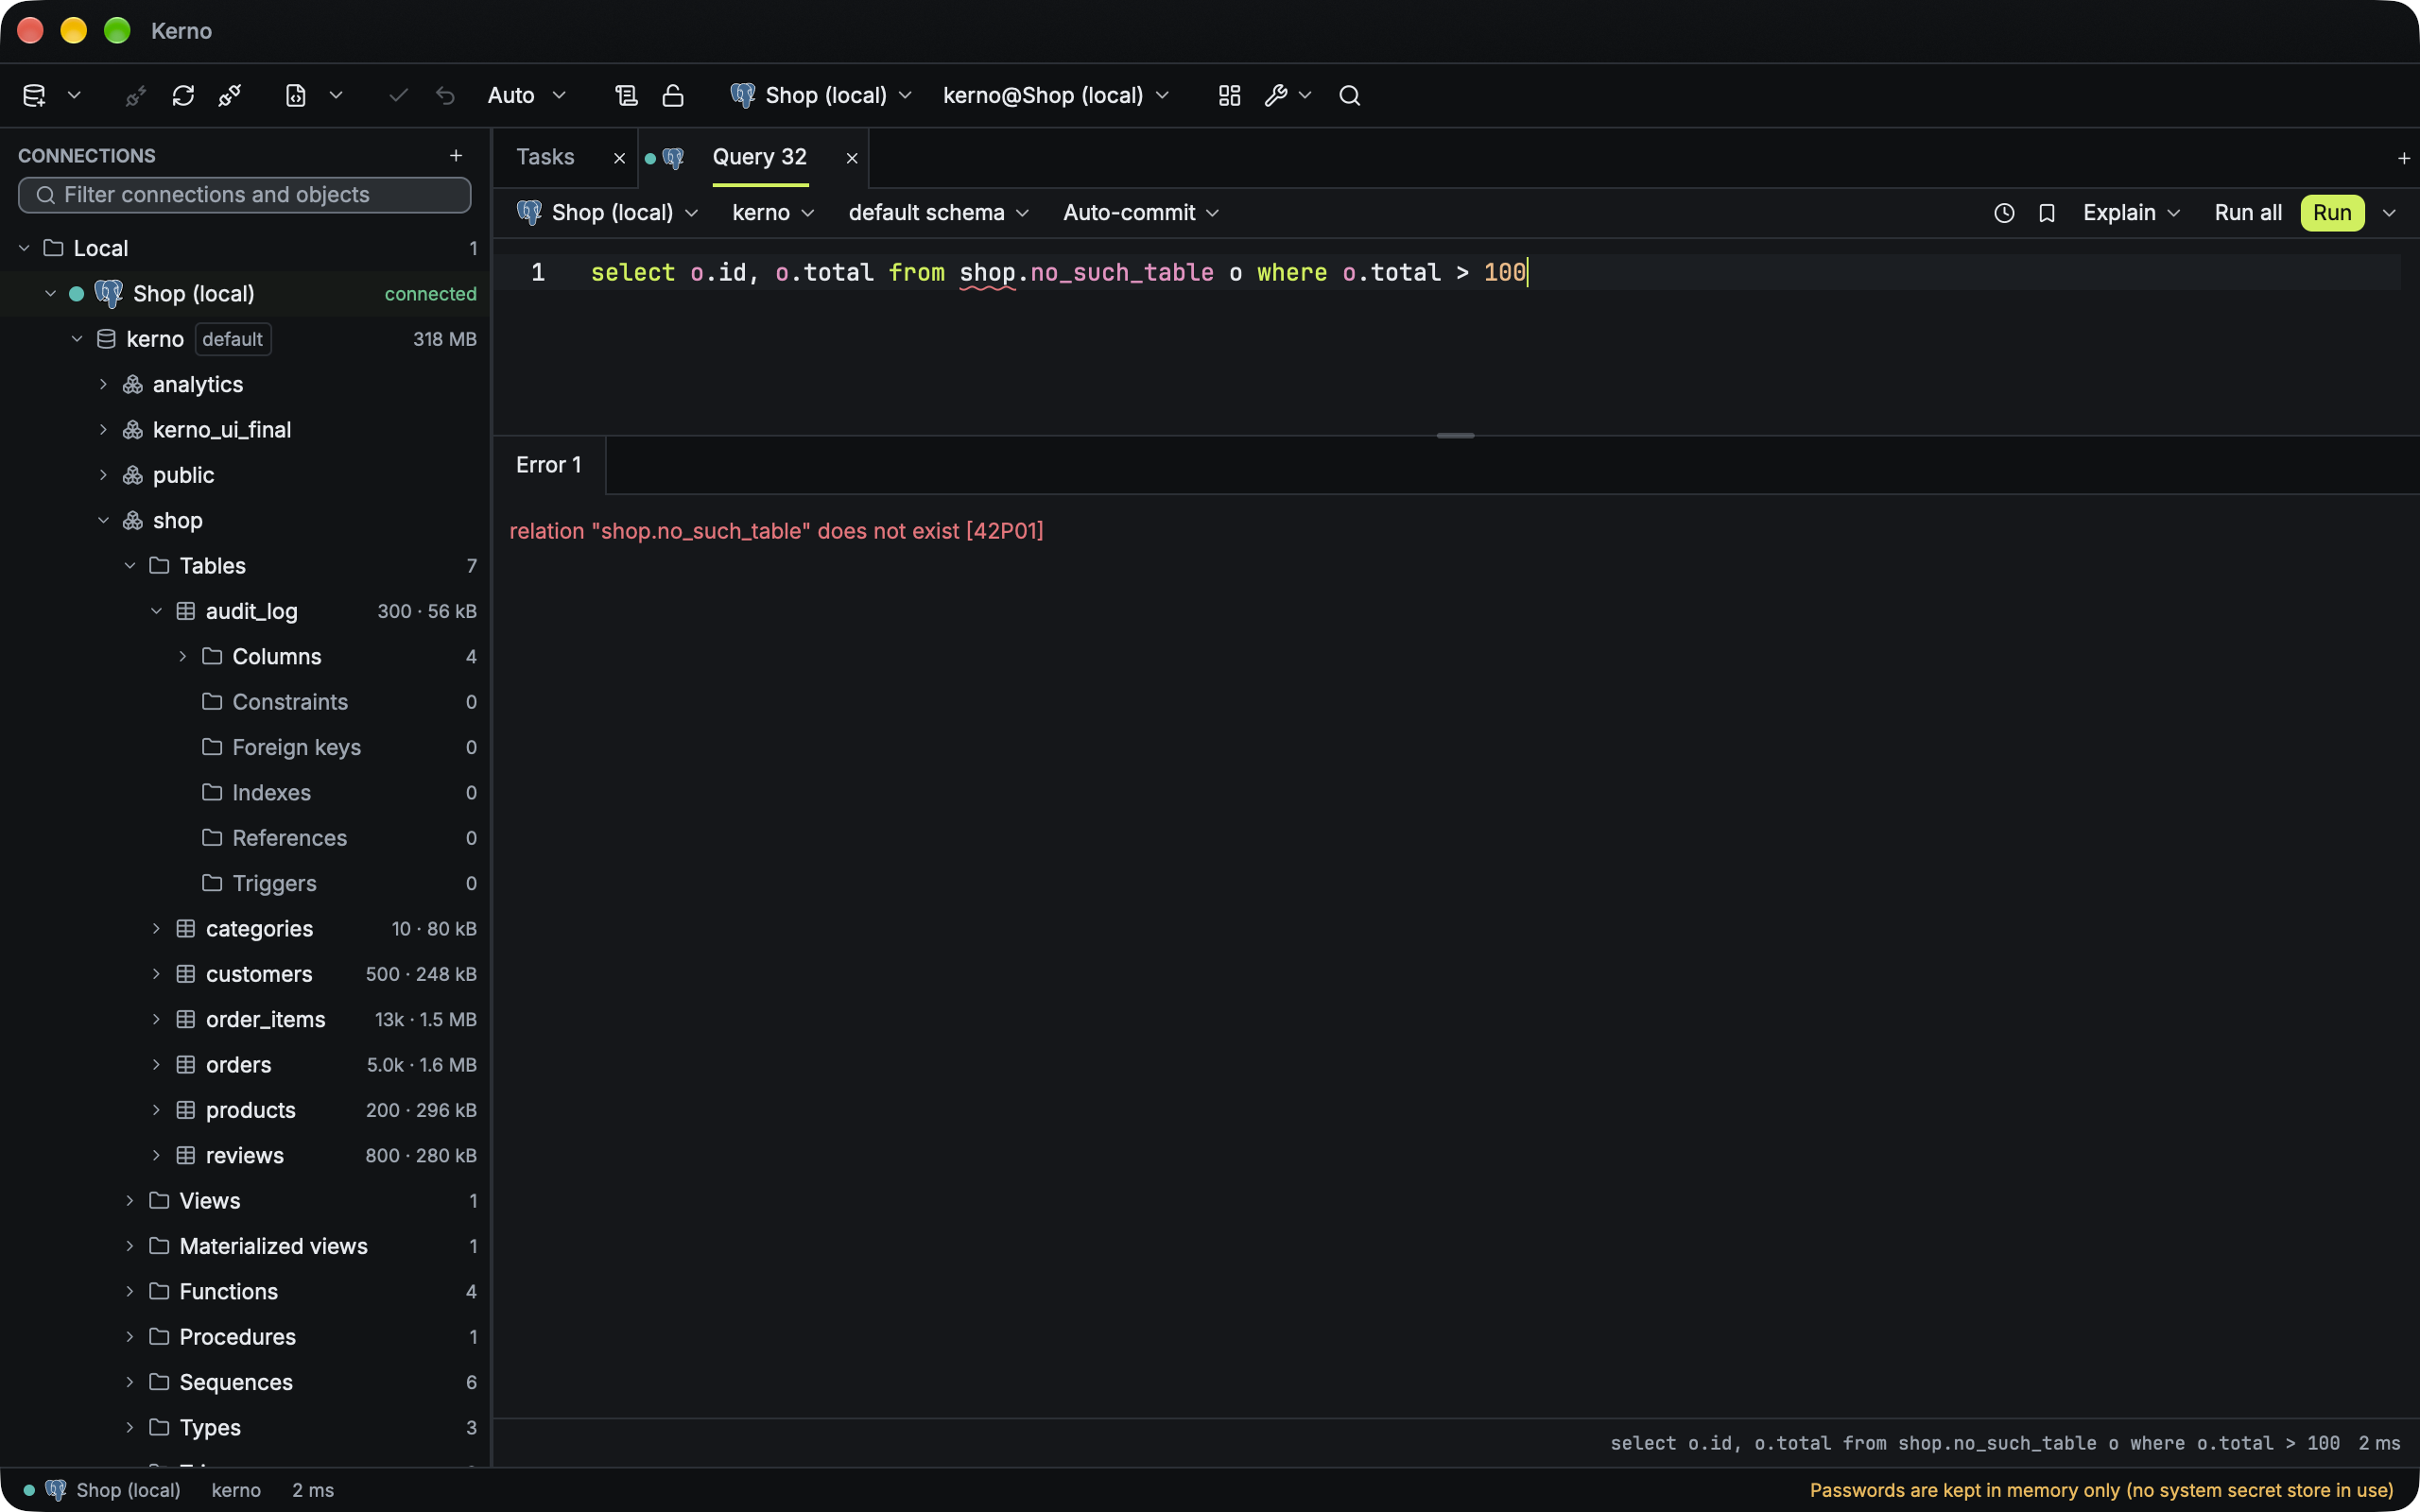 Kerno
Auto
Shop (local)
kerno@Shop (local)
CONNECTIONS
Filter connections and objects
Local 1
Shop (local) connected
kerno default 318 MB
analytics
kerno_ui_final
public
shop
Tables 7
audit_log 300 · 56 kB
Columns 4
Constraints 0
Foreign keys 0
Indexes 0
References 0
Triggers 0
categories 10 · 80 kB
customers 500 · 248 kB
order_items 13k · 1.5 MB
orders 5.0k · 1.6 MB
products 200 · 296 kB
reviews 800 · 280 kB
Views 1
Materialized views 1
Functions 4
Procedures 1
Sequences 6
Types 3
Tasks
Query 32
Shop (local) kerno default schema Auto-commit Explain Run all Run
1 select o.id, o.total from shop.no_such_table o where o.total > 100
Error 1
relation "shop.no_such_table" does not exist [42P01]
select o.id, o.total from shop.no_such_table o where o.total > 100 2 ms
Shop (local) kerno 2 ms
Passwords are kept in memory only (no system secret store in use)